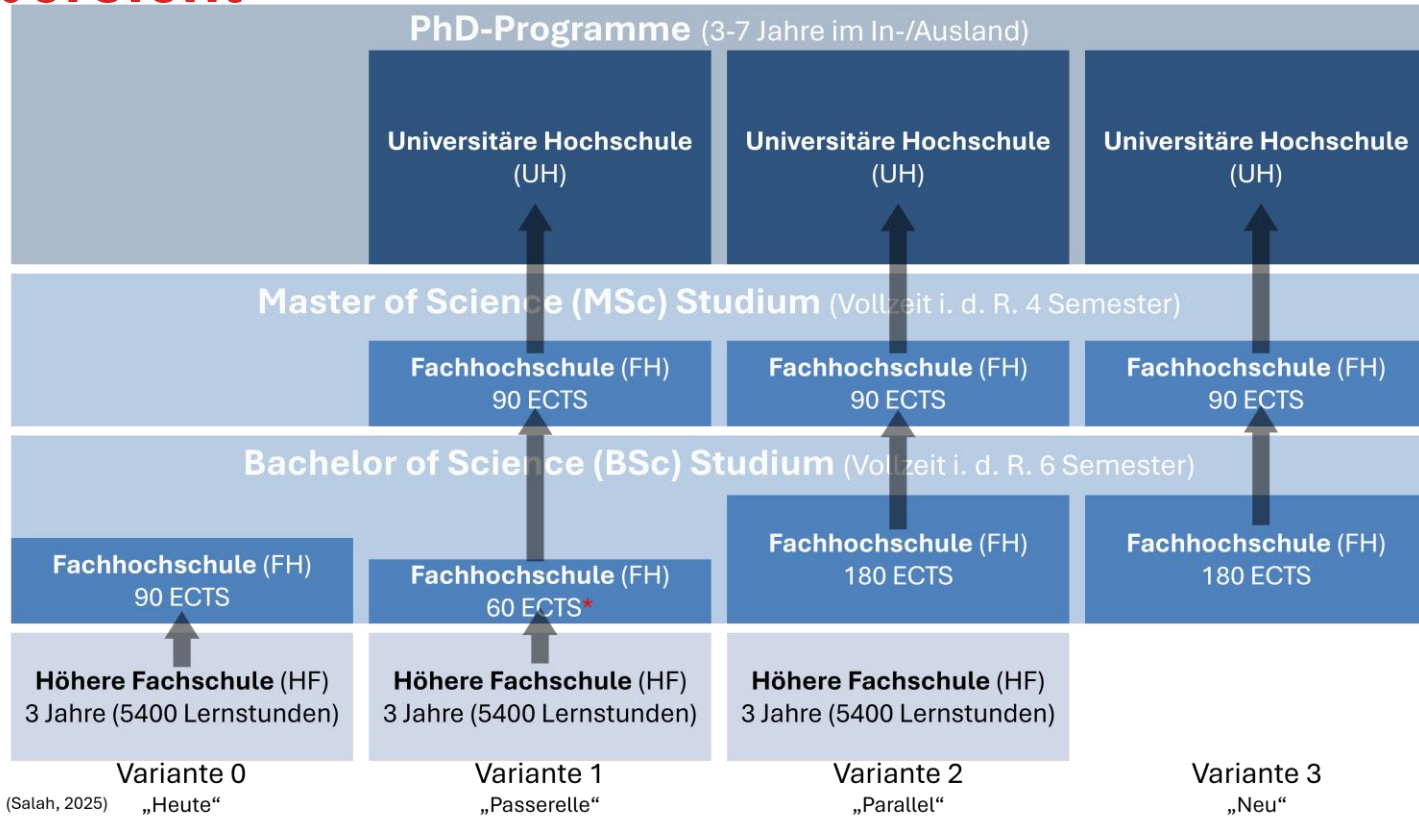 PhD-Programme (3-7 Jahre im In-/Ausland)
Universitäre Hochschule
(UH)
Universitäre Hochschule
(UH)
Universitäre Hochschule
(UH)
Master of Science (MSc) Studium (Vollzeit i. d. R. 4 Semester)
Fachhochschule (FH)
90 ECTS
Fachhochschule (FH)
90 ECTS
Fachhochschule (FH)
90 ECTS
Bachelor of Science (BSc) Studium (Vollzeit i. d. R. 6 Semester)
Fachhochschule (FH)
90 ECTS
Fachhochschule (FH)
60 ECTS*
Fachhochschule (FH)
180 ECTS
Fachhochschule (FH)
180 ECTS
Höhere Fachschule (HF)
3 Jahre (5400 Lernstunden)
Höhere Fachschule (HF)
3 Jahre (5400 Lernstunden)
Höhere Fachschule (HF)
3 Jahre (5400 Lernstunden)
Variante 0
„Heute“
Variante 1
„Passerelle“
Variante 2
„Parallel“
Variante 3
„Neu“
(Salah, 2025)